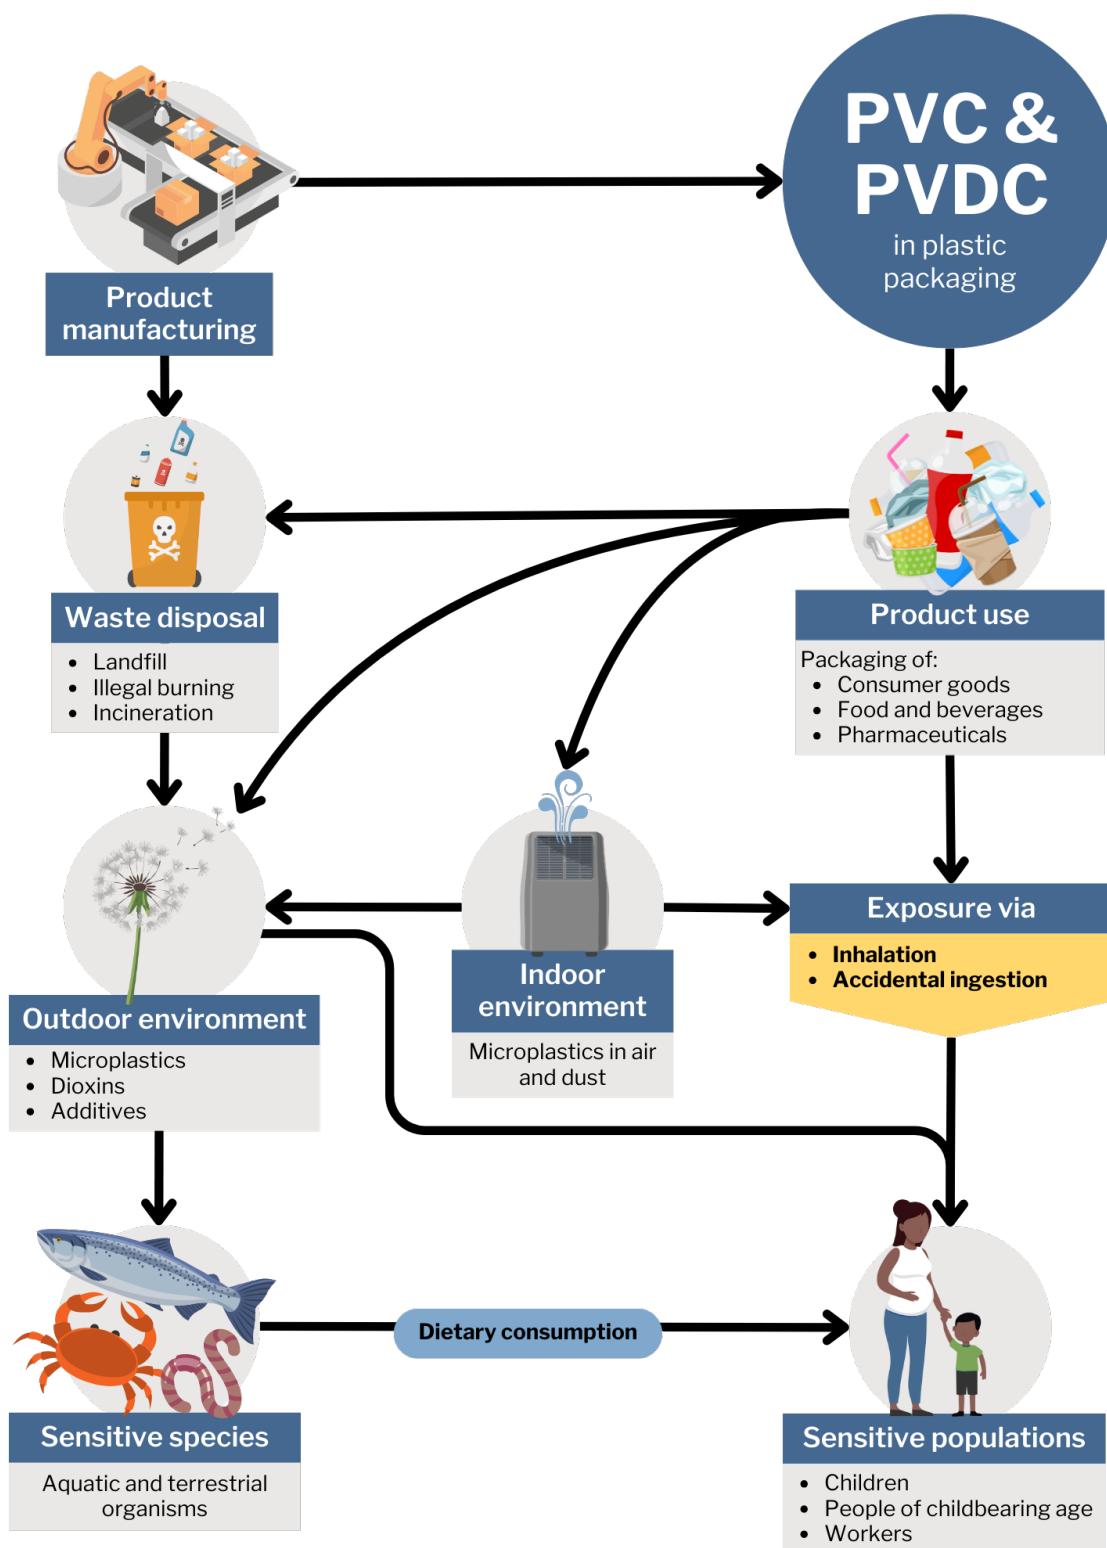 PVC &
PVDC
in plastic
packaging
Product
manufacturing
Waste disposal
• Landfill
• Illegal burning
• Incineration
Product use
Packaging of:
• Consumer goods
• Food and beverages
• Pharmaceuticals
Exposure via
• Inhalation
• Accidental ingestion
Indoor
environment
Microplastics in air
and dust
Outdoor environment
• Microplastics
• Dioxins
• Additives
Dietary consumption
Sensitive species
Aquatic and terrestrial
organisms
Sensitive populations
• Children
• People of childbearing age
• Workers